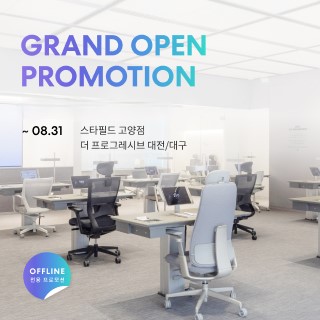 GRAND OPEN
PROMOTION
~ 08.31
스타필드 고양점
더 프로그레시브 대전/대구
OFFLINE
전용 프로모션